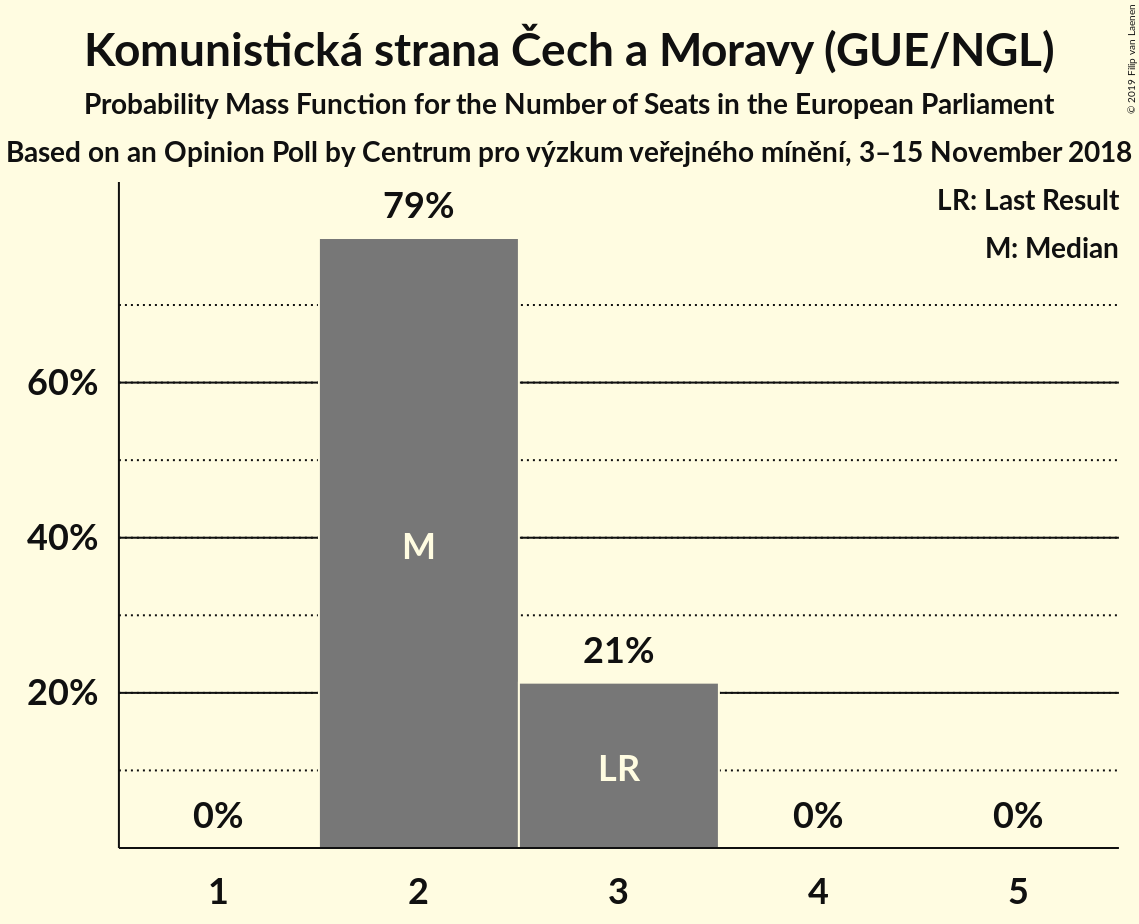 Komunistická strana Čech a Moravy (GUE/NGL)
Probability Mass Function for the Number of Seats in the European Parliament
Based on an Opinion Poll by Centrum pro výzkum veřejného mínění, 3–15 November 2018
© 2019 Filip van Laenen
LR: Last Result
M: Median
79%
60%
40%
M
21%
20%
LR
0%
0%
0%
1
2
3
4
5